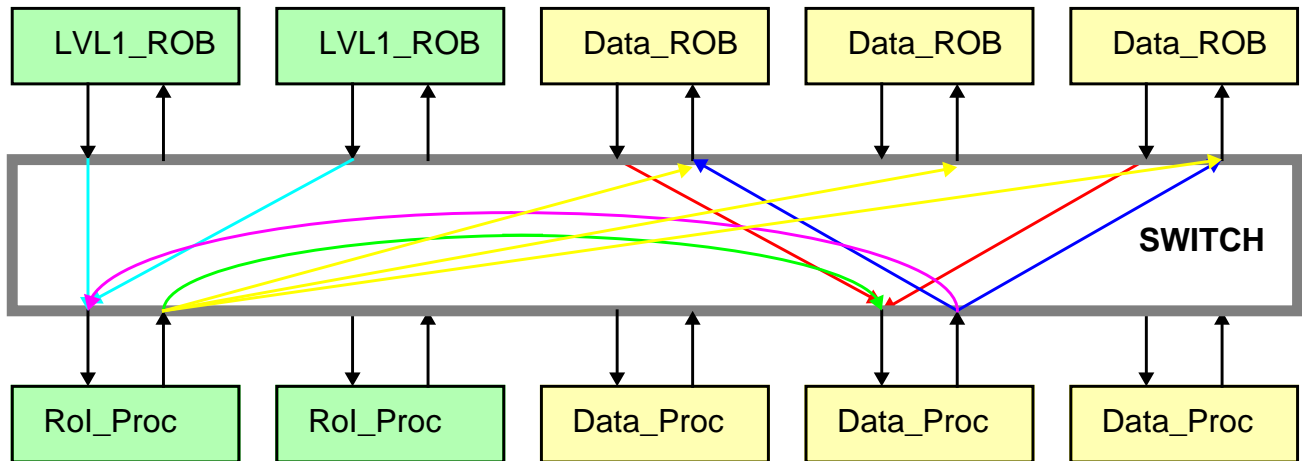 LVL1_ROB LVL1_ROB Data_ROB Data_ROB Data_ROB
SWITCH
RoI_Proc RoI_Proc Data_Proc Data_Proc Data_Proc